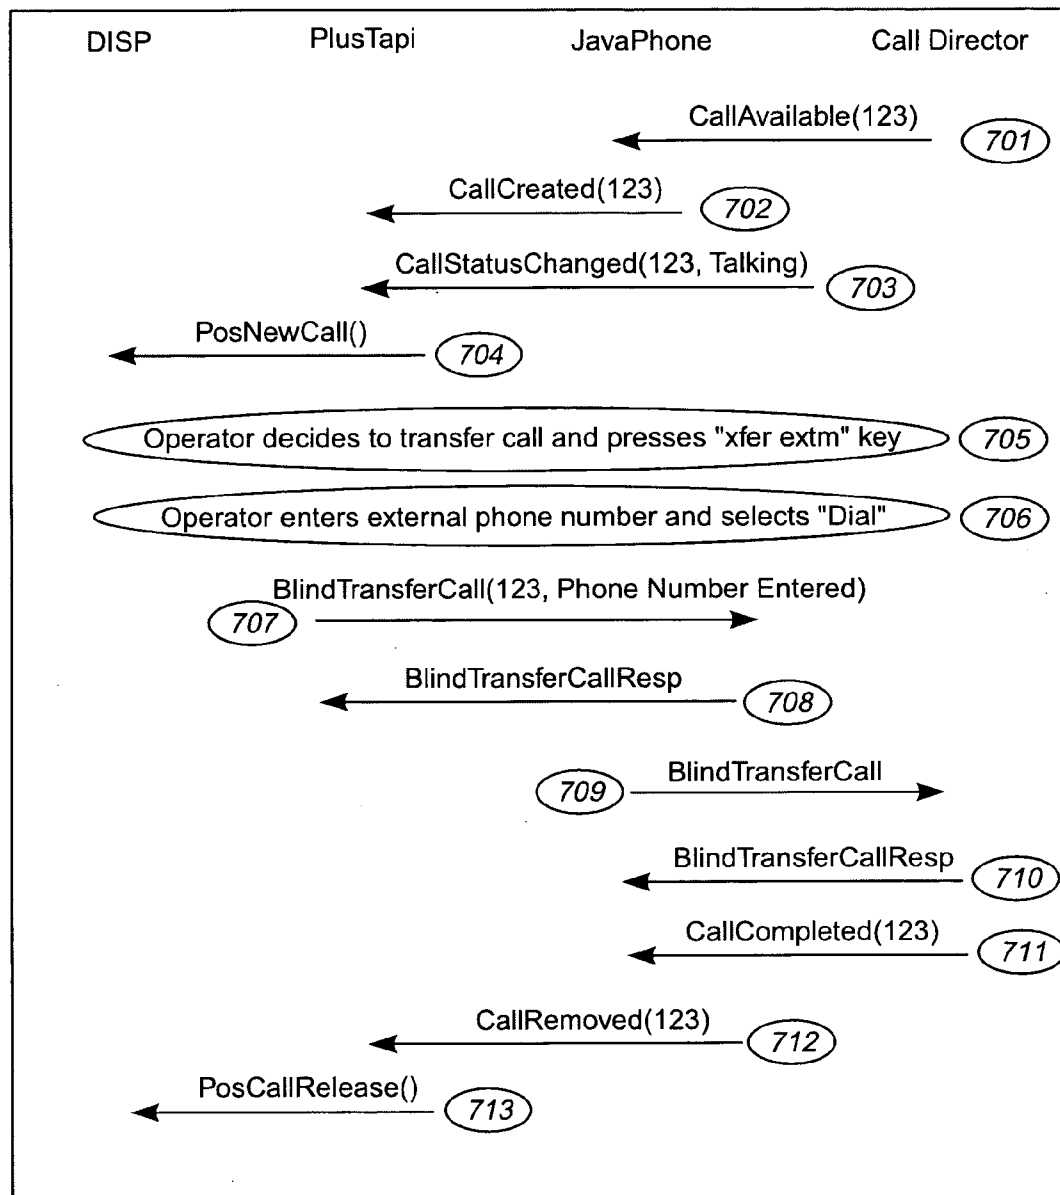 DISP PlusTapi JavaPhone Call Director
CallAvailable(123)
701
CallCreated(123)
702
CallStatusChanged(123, Talking)
703
PosNewCall()
704
Operator decides to transfer call and presses "xfer extm" key
705
Operator enters external phone number and selects "Dial"
706
BlindTransferCall(123, Phone Number Entered)
707
BlindTransferCallResp
708
BlindTransferCall
709
BlindTransferCallResp
710
CallCompleted(123)
711
CallRemoved(123)
712
PosCallRelease()
713